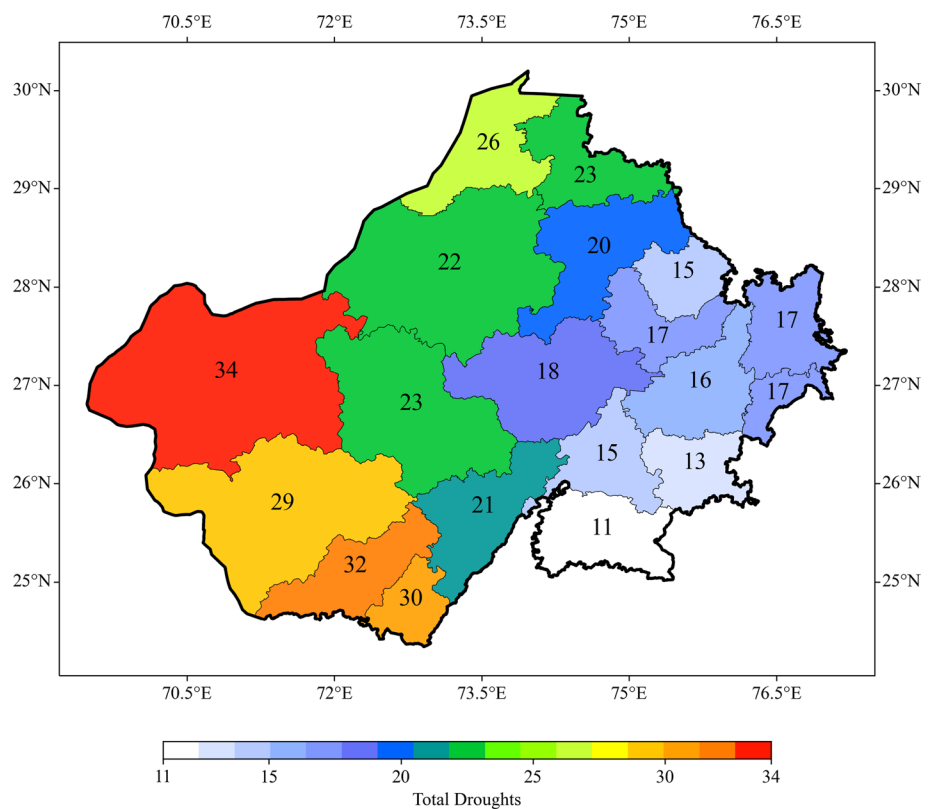 70.5°E 72°E 73.5°E 75°E 76.5°E
30°N 30°N
26
29°N 23 29°N
20
22 15
28°N 28°N
17 17
34 18 16
27°N 27°N
23 17
15 13
26°N 26°N
29 21
11
32
25°N 25°N
30
70.5°E 72°E 73.5°E 75°E 76.5°E
11 15 20 25 30 34
Total Droughts